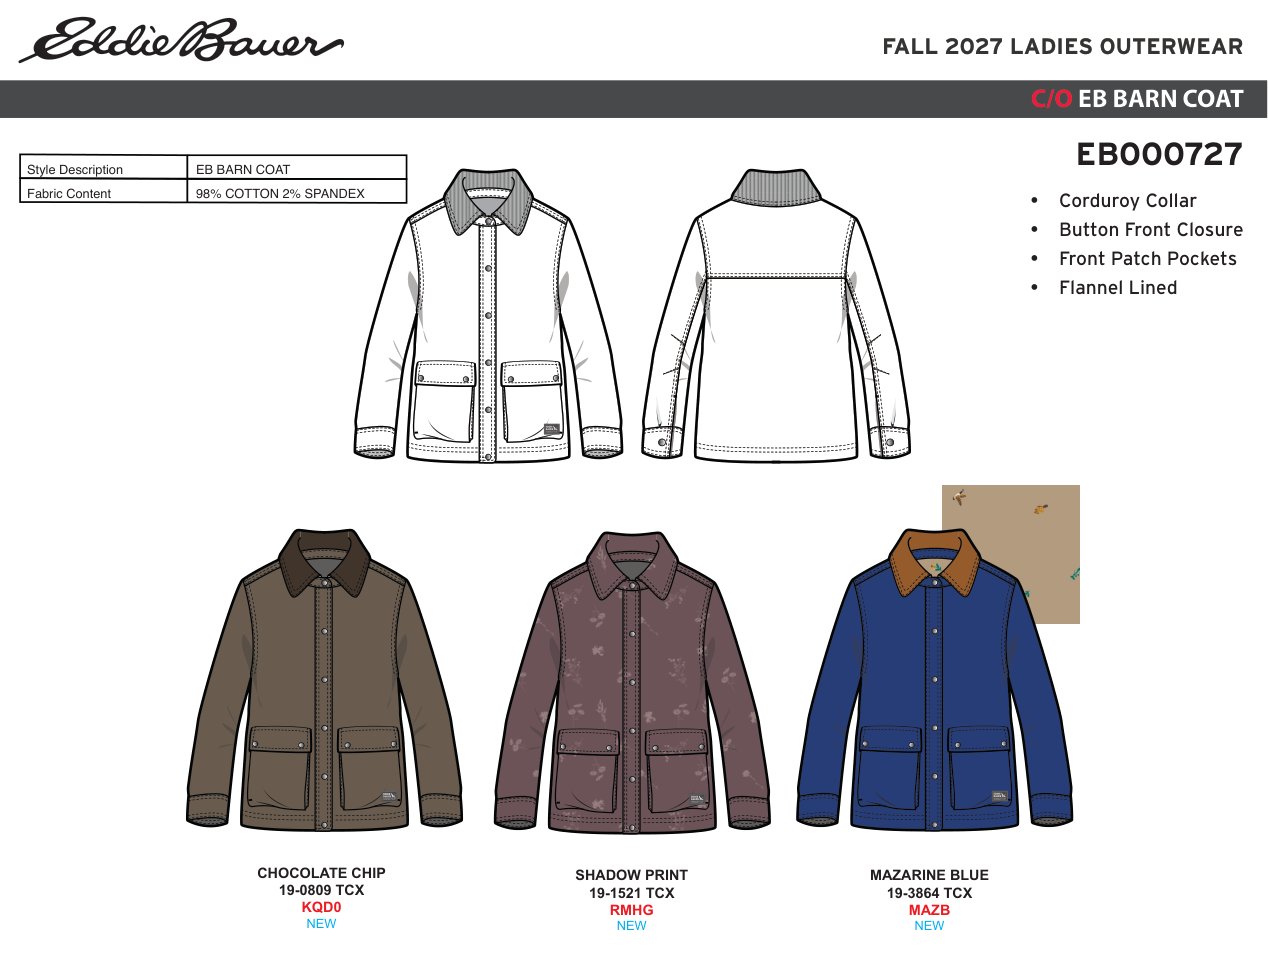 Eddie Bauer
FALL 2027 LADIES OUTERWEAR
C/O EB BARN COAT
EB000727
Style Description EB BARN COAT
Fabric Content 98% COTTON 2% SPANDEX
• Corduroy Collar
• Button Front Closure
• Front Patch Pockets
• Flannel Lined
CHOCOLATE CHIP
19-0809 TCX
KQD0
NEW
SHADOW PRINT
19-1521 TCX
RMHG
NEW
MAZARINE BLUE
19-3864 TCX
MAZB
NEW